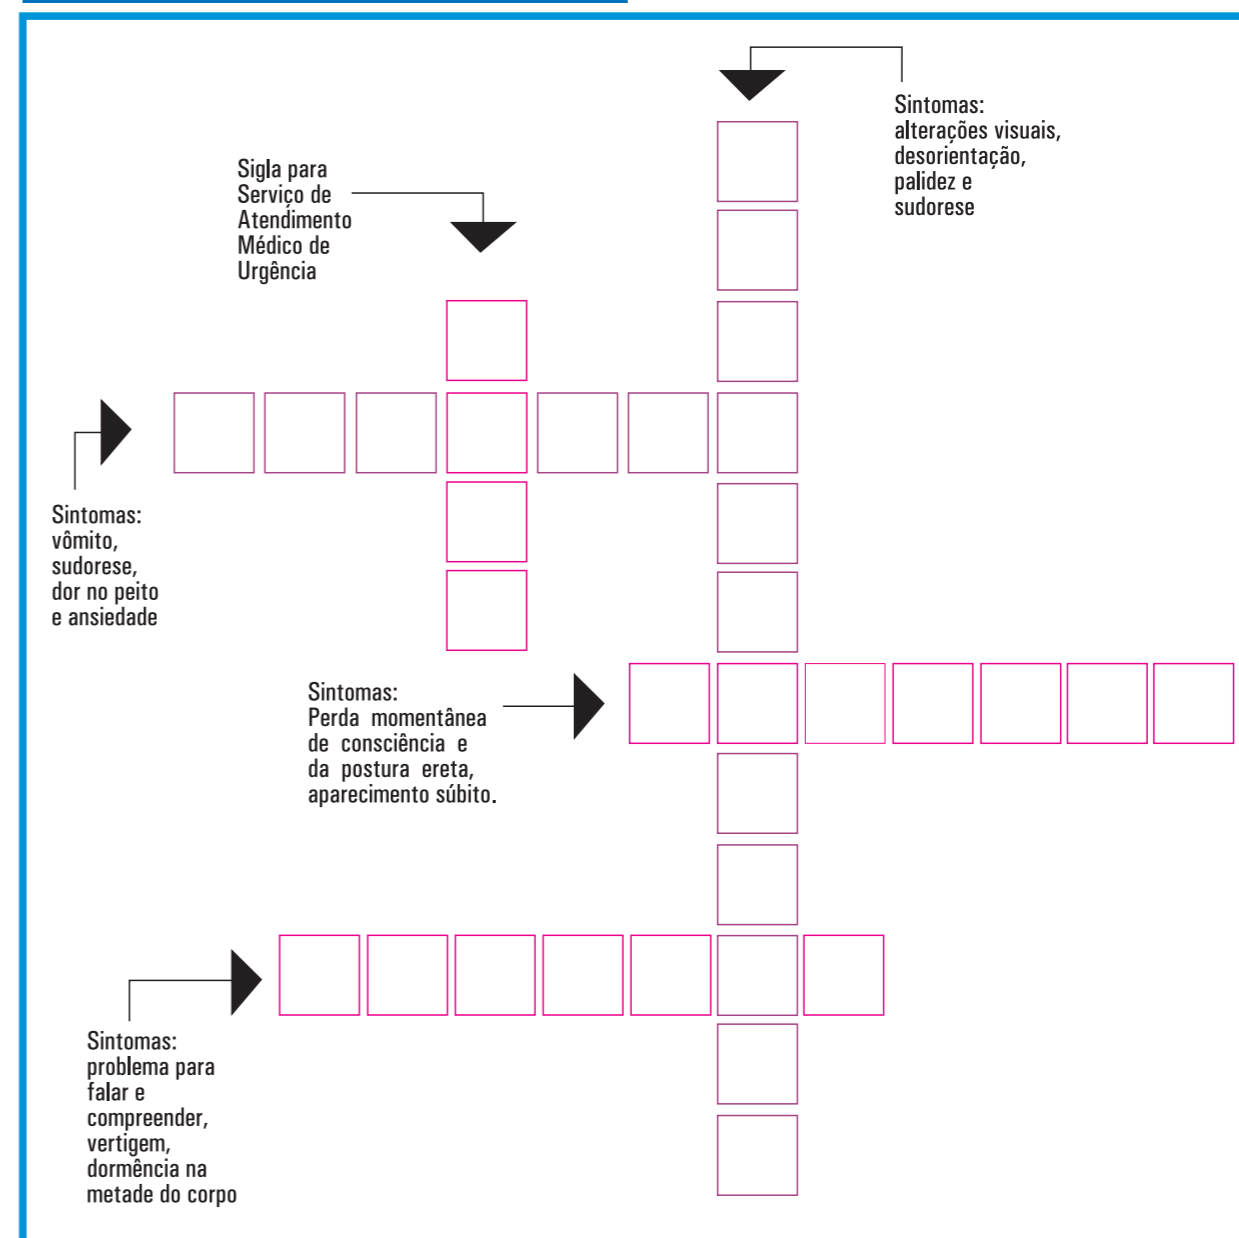 Sintomas:
alterações visuais,
desorientação,
palidez e
sudorese
Sigla para
Serviço de
Atendimento
Médico de
Urgência
Sintomas:
vômito,
sudorese,
dor no peito
e ansiedade
Sintomas:
Perda momentânea
de consciência e
da postura ereta,
aparecimento súbito.
Sintomas:
problema para
falar e
compreender,
vertigem,
dormência na
metade do corpo